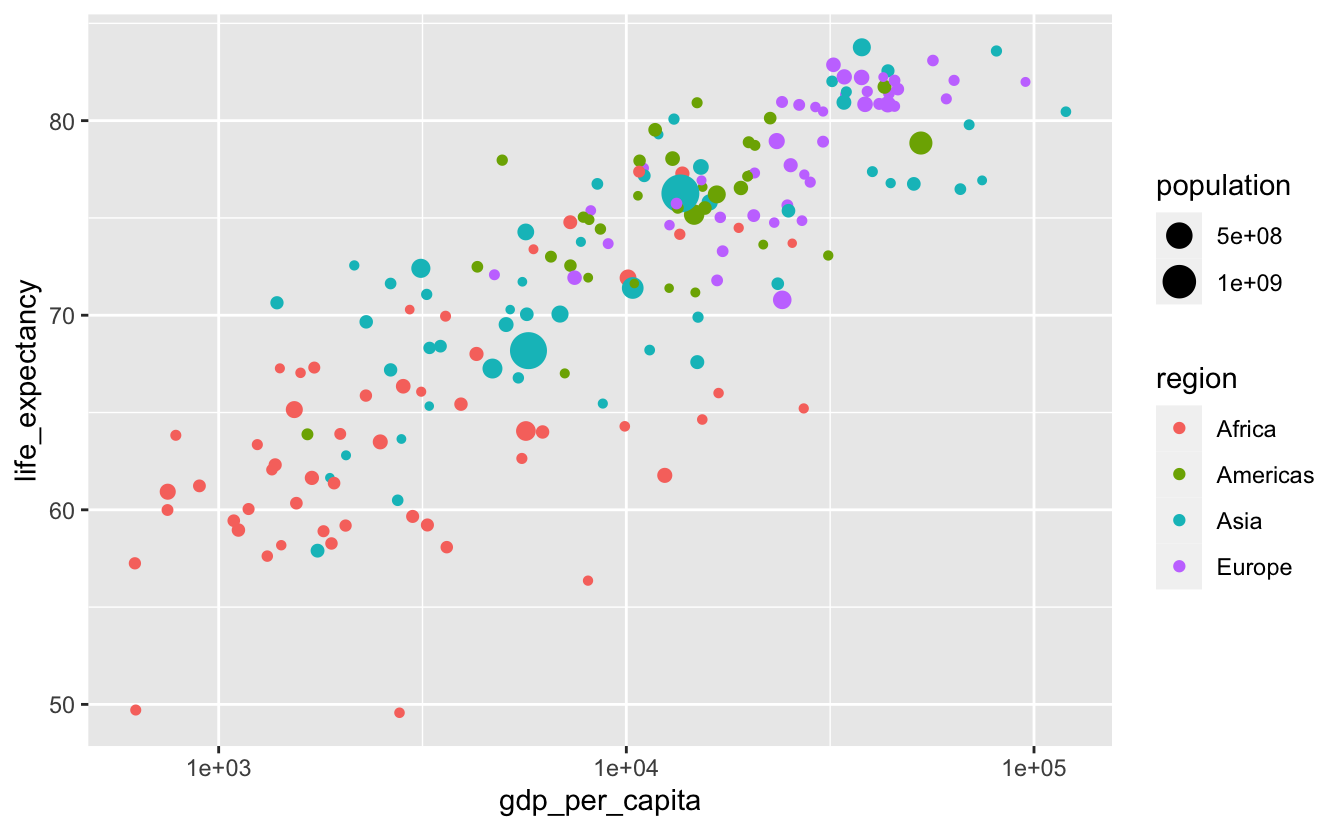 life_expectancy
80
70
60
50
1e+03
1e+04
1e+05
gdp_per_capita
population
5e+08
1e+09
region
Africa
Americas
Asia
Europe